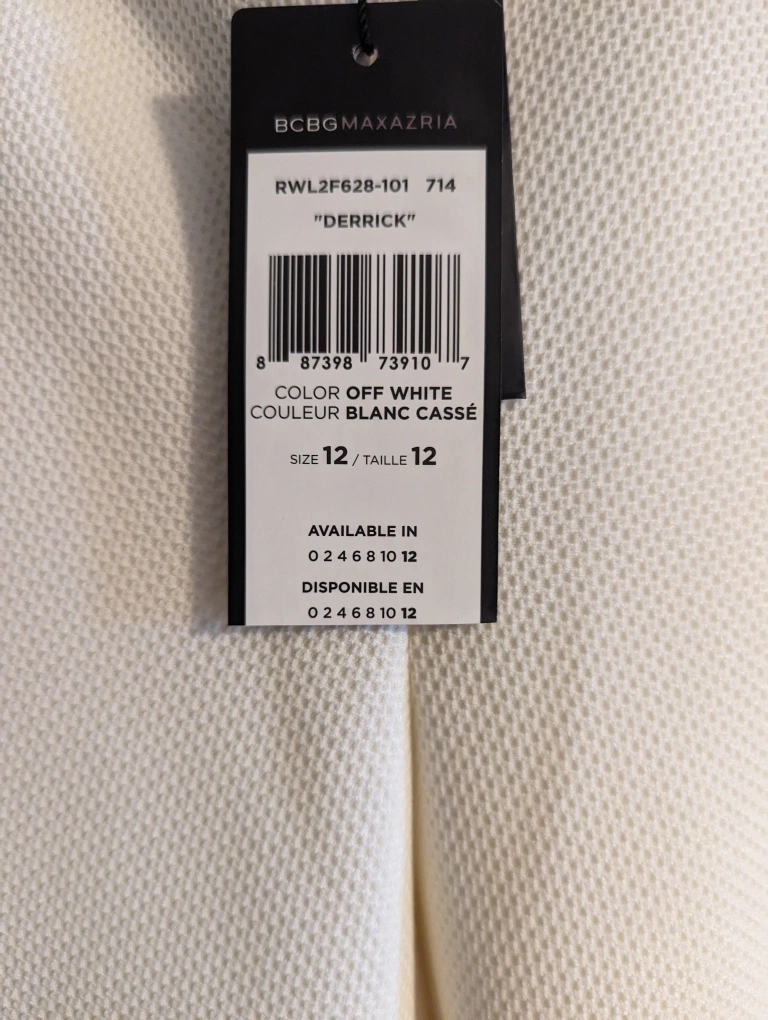 BCBGMAXAZRIA
RWL2F628-101 714
"DERRICK"
8 87398 73910 7
COLOR OFF WHITE
COULEUR BLANC CASSÉ
SIZE 12 / TAILLE 12
AVAILABLE IN
0 2 4 6 8 10 12
DISPONIBLE EN
0 2 4 6 8 10 12